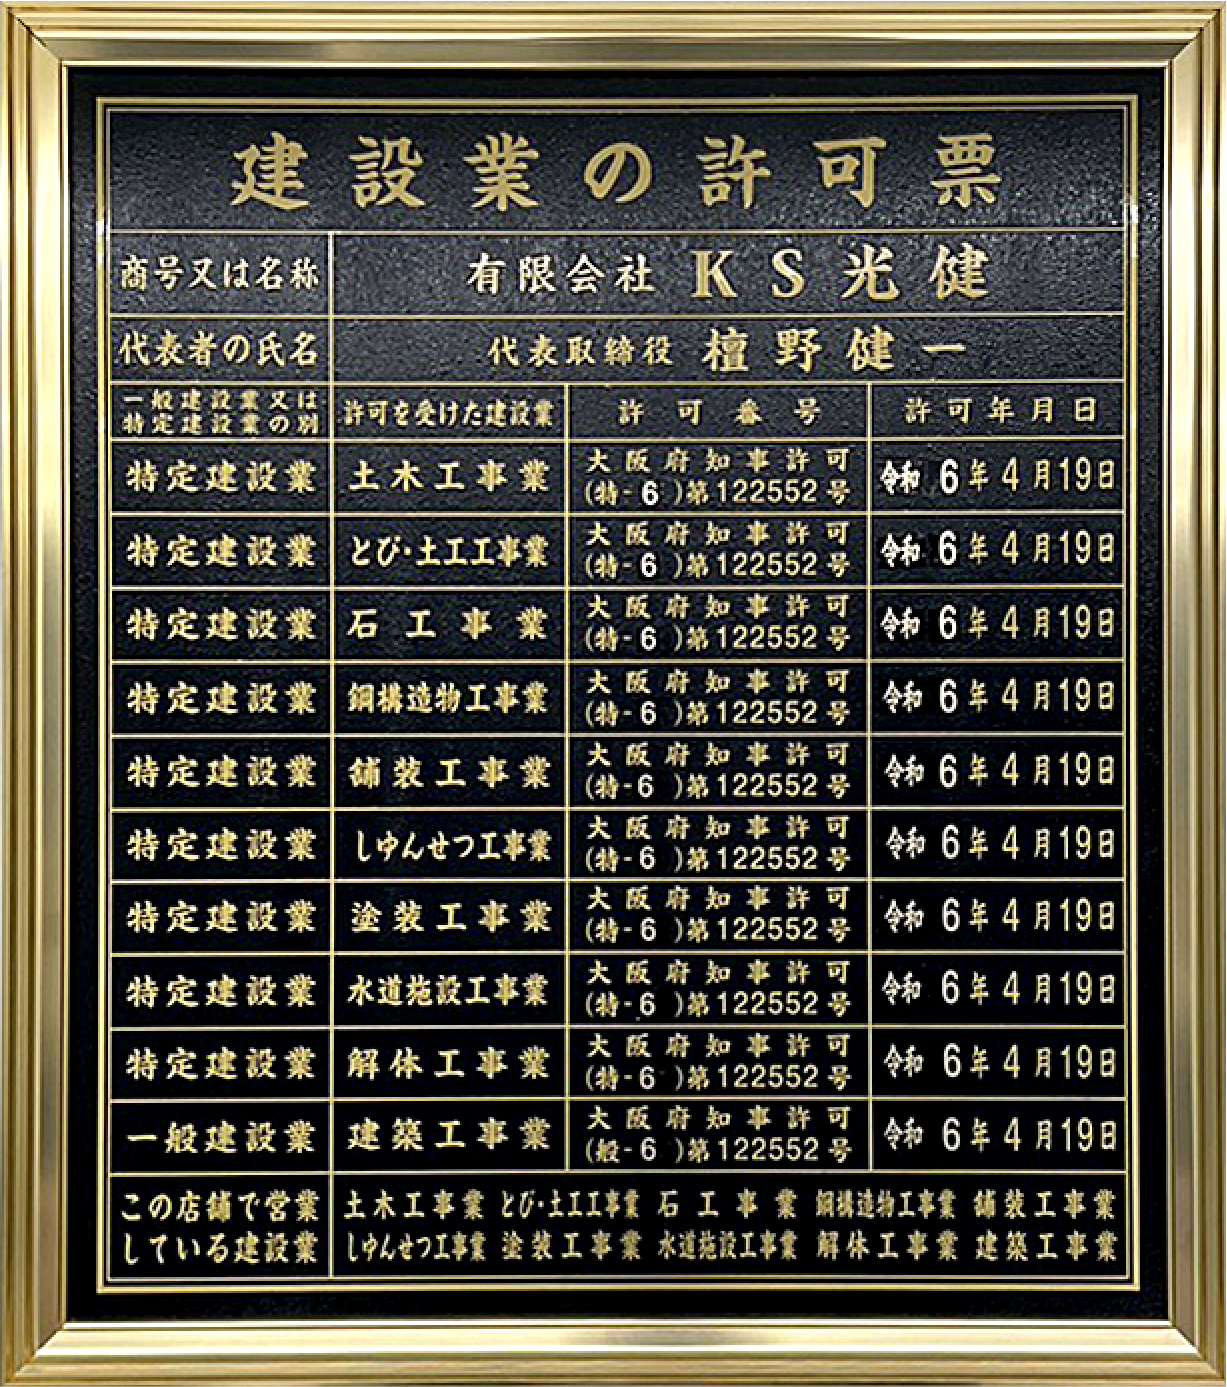 建設業の許可票
商号又は名称 有限会社 KS光健
代表者の氏名 代表取締役 檀野健一
一般建設業又は
特定建設業の別
許可を受けた建設業 許可番号 許可年月日
特定建設業 土木工事業 大阪府知事許可
(特-6)第122552号 令和6年4月19日
特定建設業 とび・土工工事業 大阪府知事許可
(特-6)第122552号 令和6年4月19日
特定建設業 石工事業 大阪府知事許可
(特-6)第122552号 令和6年4月19日
特定建設業 鋼構造物工事業 大阪府知事許可
(特-6)第122552号 令和6年4月19日
特定建設業 舗装工事業 大阪府知事許可
(特-6)第122552号 令和6年4月19日
特定建設業 しゆんせつ工事業 大阪府知事許可
(特-6)第122552号 令和6年4月19日
特定建設業 塗装工事業 大阪府知事許可
(特-6)第122552号 令和6年4月19日
特定建設業 水道施設工事業 大阪府知事許可
(特-6)第122552号 令和6年4月19日
特定建設業 解体工事業 大阪府知事許可
(特-6)第122552号 令和6年4月19日
一般建設業 建築工事業 大阪府知事許可
(般-6)第122552号 令和6年4月19日
この店舗で営業
している建設業
土木工事業 とび・土工工事業 石工事業 鋼構造物工事業 舗装工事業
しゆんせつ工事業 塗装工事業 水道施設工事業 解体工事業 建築工事業